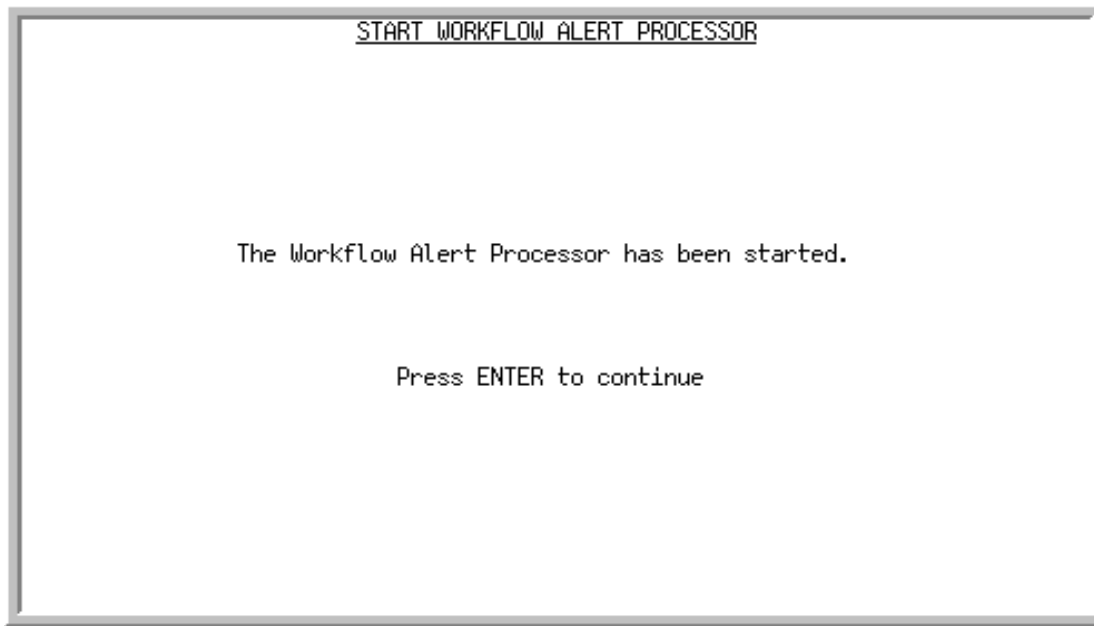 START WORKFLOW ALERT PROCESSOR
The Workflow Alert Processor has been started.
Press ENTER to continue